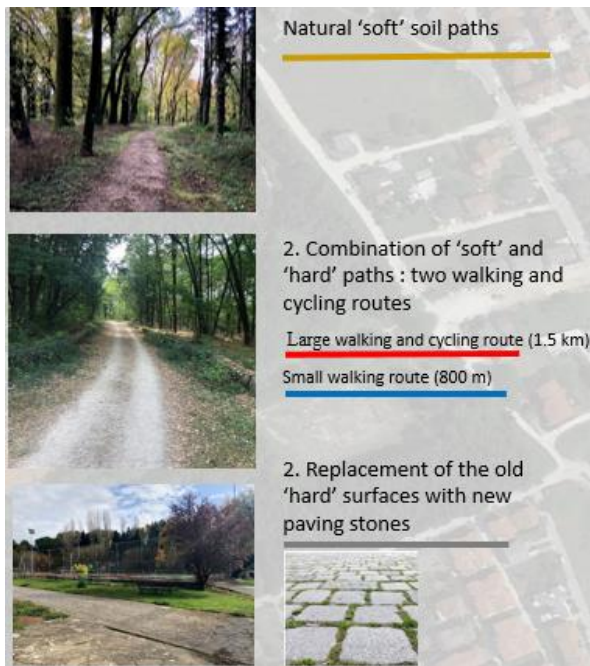 Natural ‘soft’ soil paths
2. Combination of ‘soft’ and
‘hard’ paths : two walking and
cycling routes
Large walking and cycling route (1.5 km)
Small walking route (800 m)
2. Replacement of the old
‘hard’ surfaces with new
paving stones